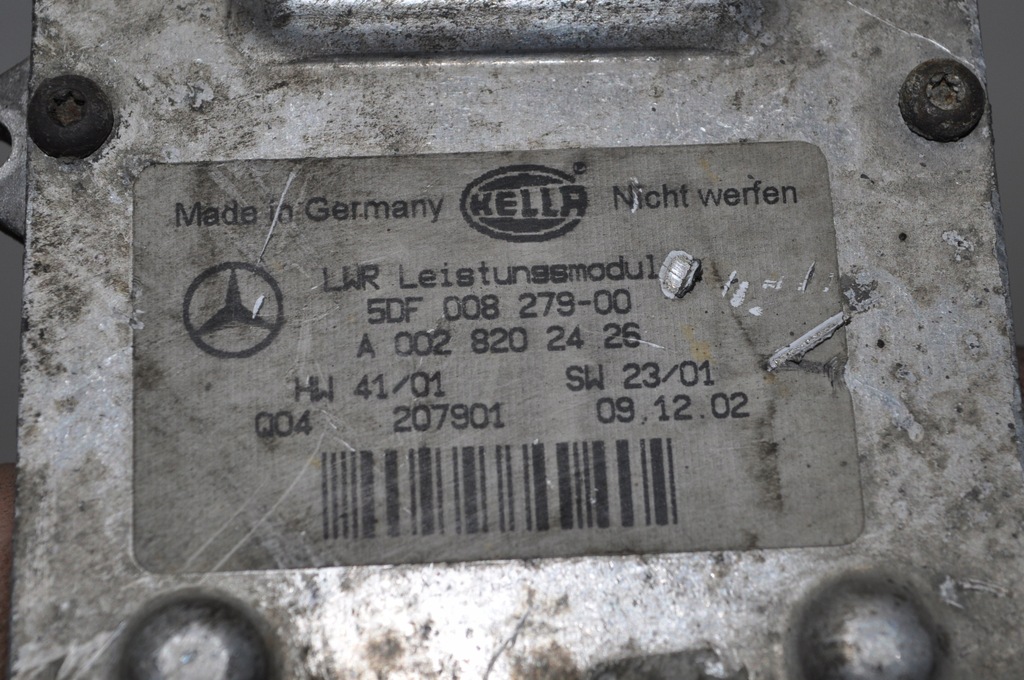 Made in Germany HELLA® Nicht werfen
LWR Leistungsmodul
5DF 008 279-00
A 002 820 24 26
HW 41/01 SW 23/01
Q04 207901 09.12.02